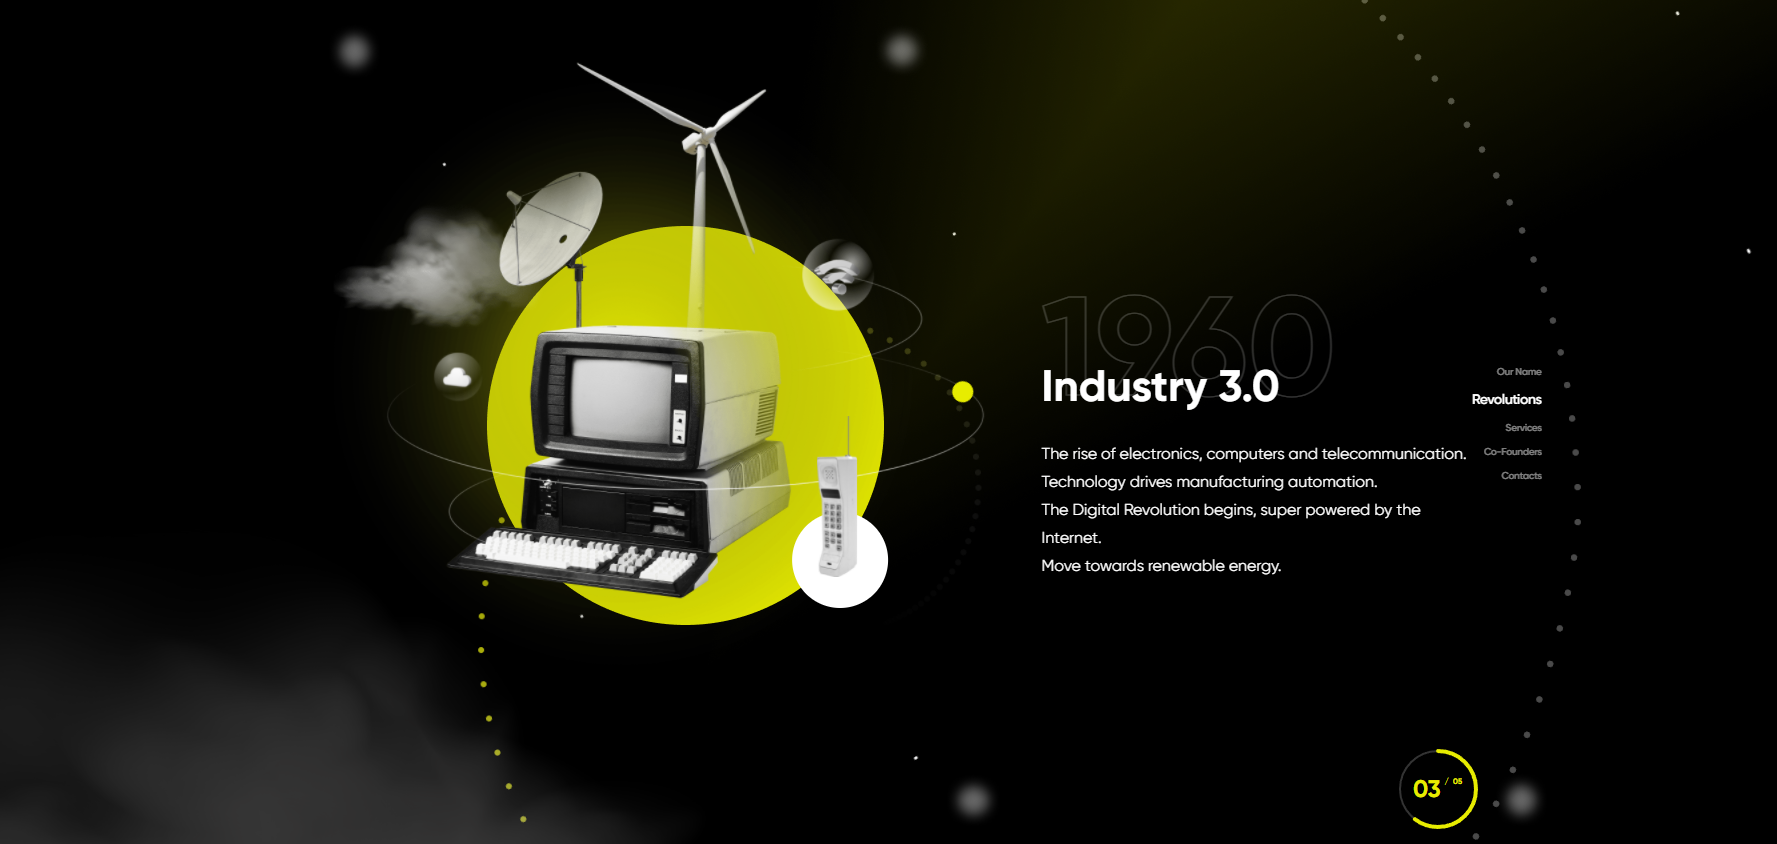 1960
Industry 3.0
The rise of electronics, computers and telecommunication.
Technology drives manufacturing automation.
The Digital Revolution begins, super powered by the
Internet.
Move towards renewable energy.
Our Name
Revolutions
Services
Co-Founders
Contacts
03 / 05